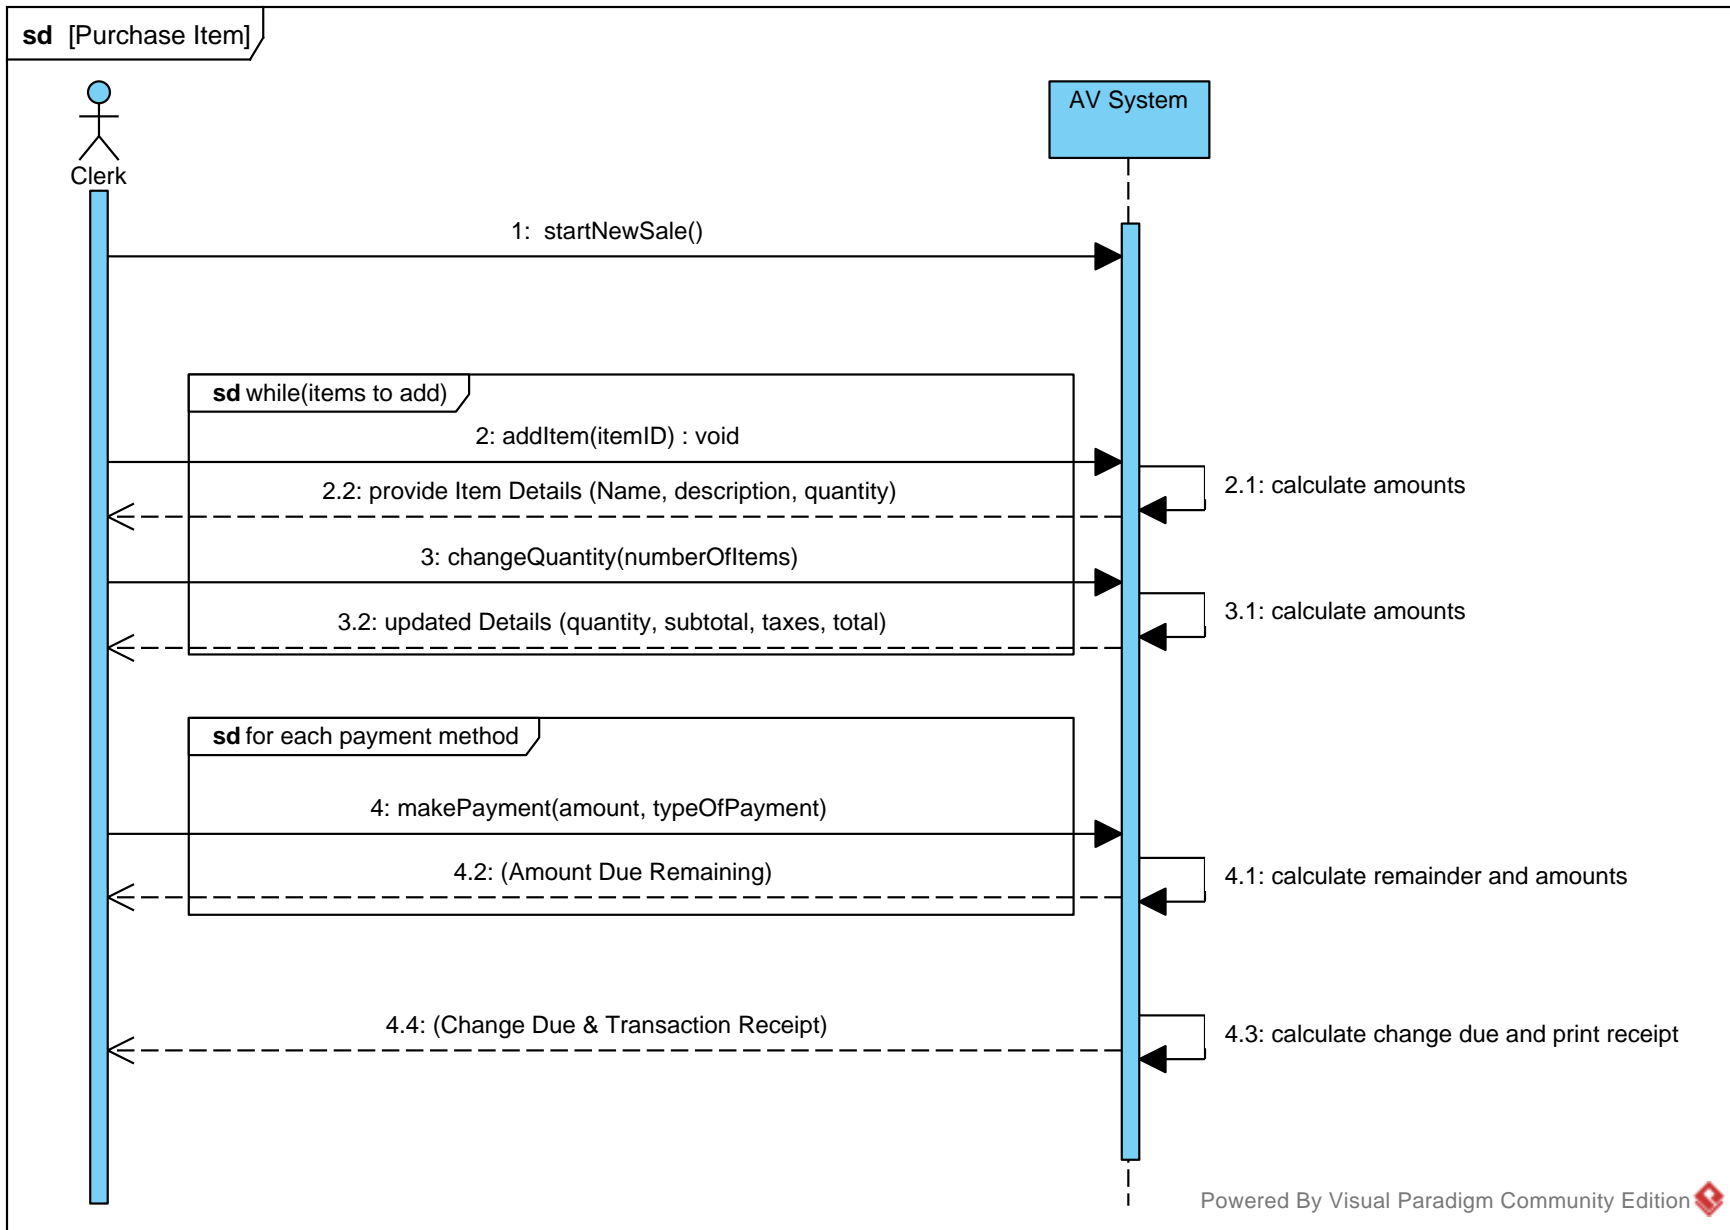 sd [Purchase Item]
Clerk
AV System
1: startNewSale()
sd while(items to add)
2: addItem(itemID) : void
2.1: calculate amounts
2.2: provide Item Details (Name, description, quantity)
3: changeQuantity(numberOfItems)
3.1: calculate amounts
3.2: updated Details (quantity, subtotal, taxes, total)
sd for each payment method
4: makePayment(amount, typeOfPayment)
4.2: (Amount Due Remaining)
4.1: calculate remainder and amounts
4.4: (Change Due & Transaction Receipt)
4.3: calculate change due and print receipt
Powered By Visual Paradigm Community Edition